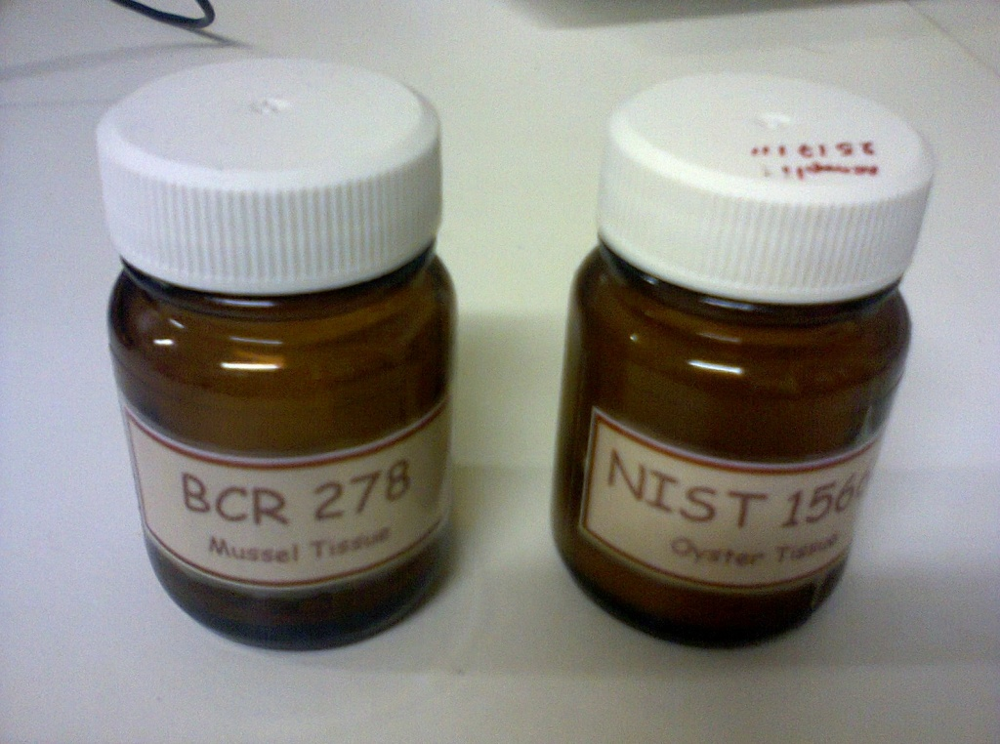 BCR 278
Mussel Tissue
NIST 156
Oyster Tissue